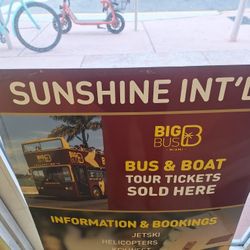 SUNSHINE INT'L
BIG
BUS
MIAMI
BUS & BOAT
TOUR TICKETS
SOLD HERE
INFORMATION & BOOKINGS
JETSKI
HELICOPTERS